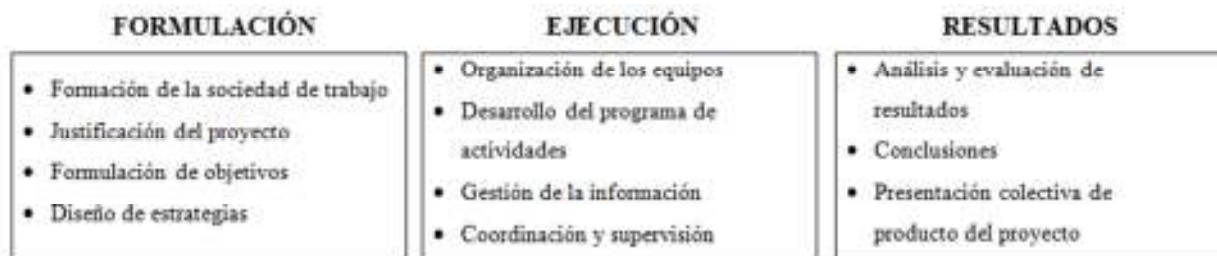 FORMULACIÓN
• Formación de la sociedad de trabajo
• Justificación del proyecto
• Formulación de objetivos
• Diseño de estrategias
EJECUCIÓN
• Organización de los equipos
• Desarrollo del programa de
actividades
• Gestión de la información
• Coordinación y supervisión
RESULTADOS
• Análisis y evaluación de
resultados
• Conclusiones
• Presentación colectiva de
producto del proyecto